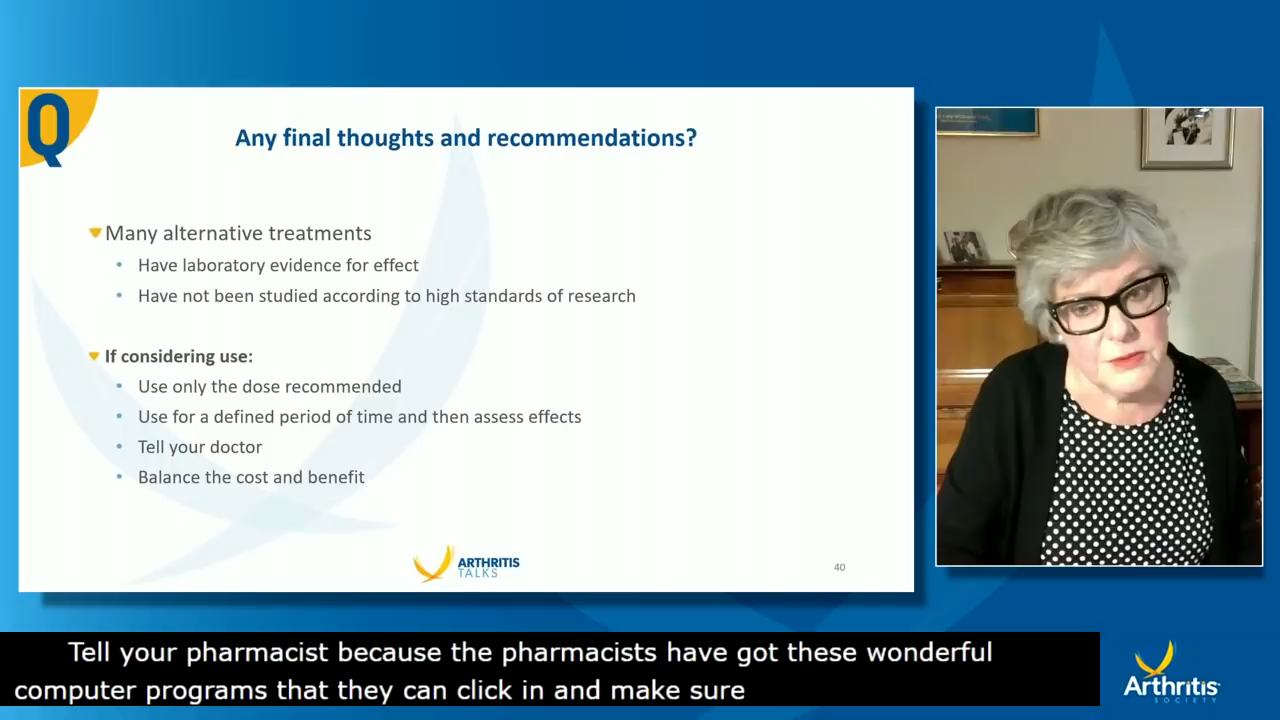 Q
Any final thoughts and recommendations?
Many alternative treatments
• Have laboratory evidence for effect
• Have not been studied according to high standards of research
If considering use:
• Use only the dose recommended
• Use for a defined period of time and then assess effects
• Tell your doctor
• Balance the cost and benefit
ARTHRITIS
TALKS
40
Tell your pharmacist because the pharmacists have got these wonderful
computer programs that they can click in and make sure
Arthritis
SOCIETY